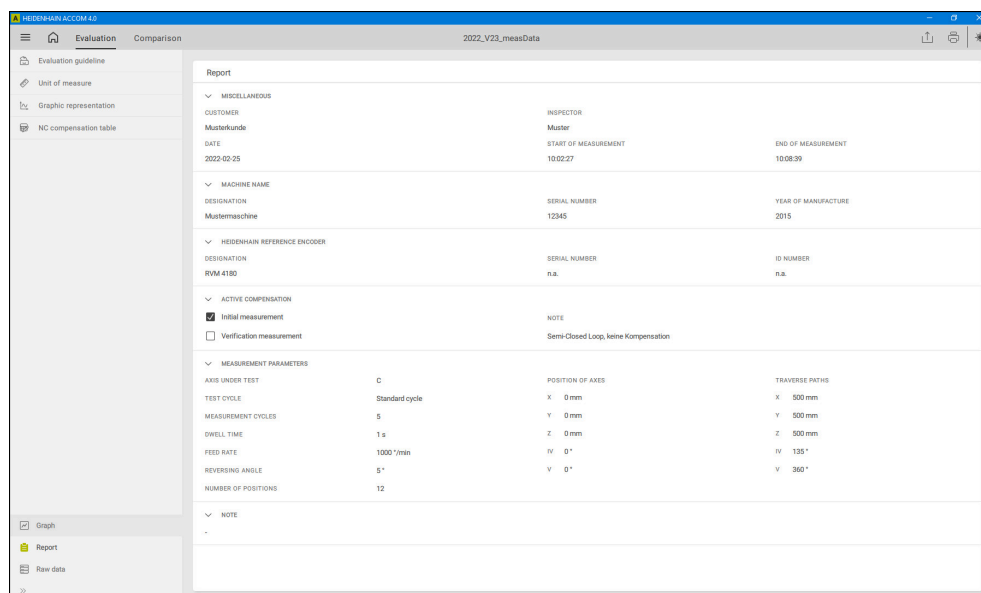 HEIDENHAIN ACCOM 4.0
Evaluation Comparison 2022_V23_measData
Evaluation guideline
Unit of measure
Graphic representation
NC compensation table
Report
MISCELLANEOUS
CUSTOMER INSPECTOR
Musterkunde Muster
DATE START OF MEASUREMENT END OF MEASUREMENT
2022-02-25 10:02:27 10:08:39
MACHINE NAME
DESIGNATION SERIAL NUMBER YEAR OF MANUFACTURE
Mustermaschine 12345 2015
HEIDENHAIN REFERENCE ENCODER
DESIGNATION SERIAL NUMBER ID NUMBER
RVM 4180 n.a. n.a.
ACTIVE COMPENSATION
Initial measurement NOTE
Verification measurement Semi-Closed Loop, keine Kompensation
MEASUREMENT PARAMETERS
AXIS UNDER TEST C POSITION OF AXES TRAVERSE PATHS
TEST CYCLE Standard cycle X 0 mm X 500 mm
MEASUREMENT CYCLES 5 Y 0 mm Y 500 mm
DWELL TIME 1 s Z 0 mm Z 500 mm
FEED RATE 1000 °/min IV 0 ° IV 135 °
REVERSING ANGLE 5 ° V 0 ° V 360 °
NUMBER OF POSITIONS 12
NOTE
-
Graph
Report
Raw data